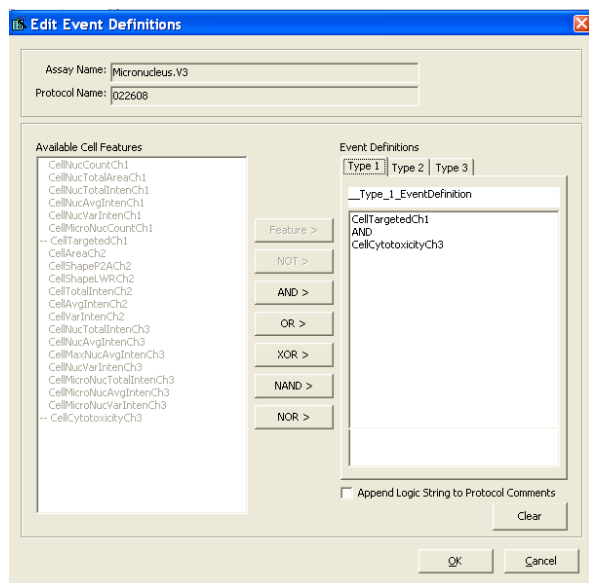 Edit Event Definitions
Assay Name: Micronucleus.V3
Protocol Name: 022608
Available Cell Features
CellNucCountCh1
CellNucTotalAreaCh1
CellNucTotalIntenCh1
CellNucAvgIntenCh1
CellNucVarIntenCh1
CellMicroNucCountCh1
-- CellTargetedCh1
CellAreaCh2
CellShapeP2ACh2
CellShapeLWRCh2
CellTotalIntenCh2
CellAvgIntenCh2
CellVarIntenCh2
CellNucTotalIntenCh3
CellNucAvgIntenCh3
CellMaxNucAvgIntenCh3
CellNucVarIntenCh3
CellMicroNucTotalIntenCh3
CellMicroNucAvgIntenCh3
CellMicroNucVarIntenCh3
-- CellCytotoxicityCh3
Feature >
NOT >
AND >
OR >
XOR >
NAND >
NOR >
Event Definitions
Type 1 Type 2 Type 3
__Type_1_EventDefinition
CellTargetedCh1
AND
CellCytotoxicityCh3
Append Logic String to Protocol Comments
Clear
OK Cancel